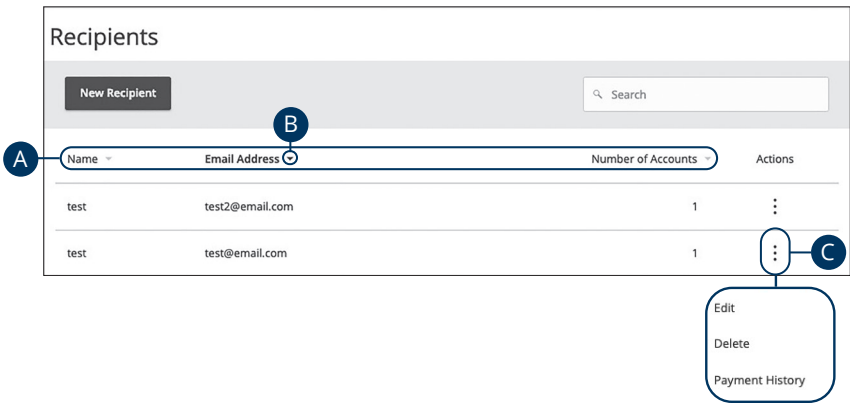 Recipients
New Recipient
Search
B
A
Name Email Address Number of Accounts Actions
test test2@email.com 1
test test@email.com 1
C
Edit
Delete
Payment History